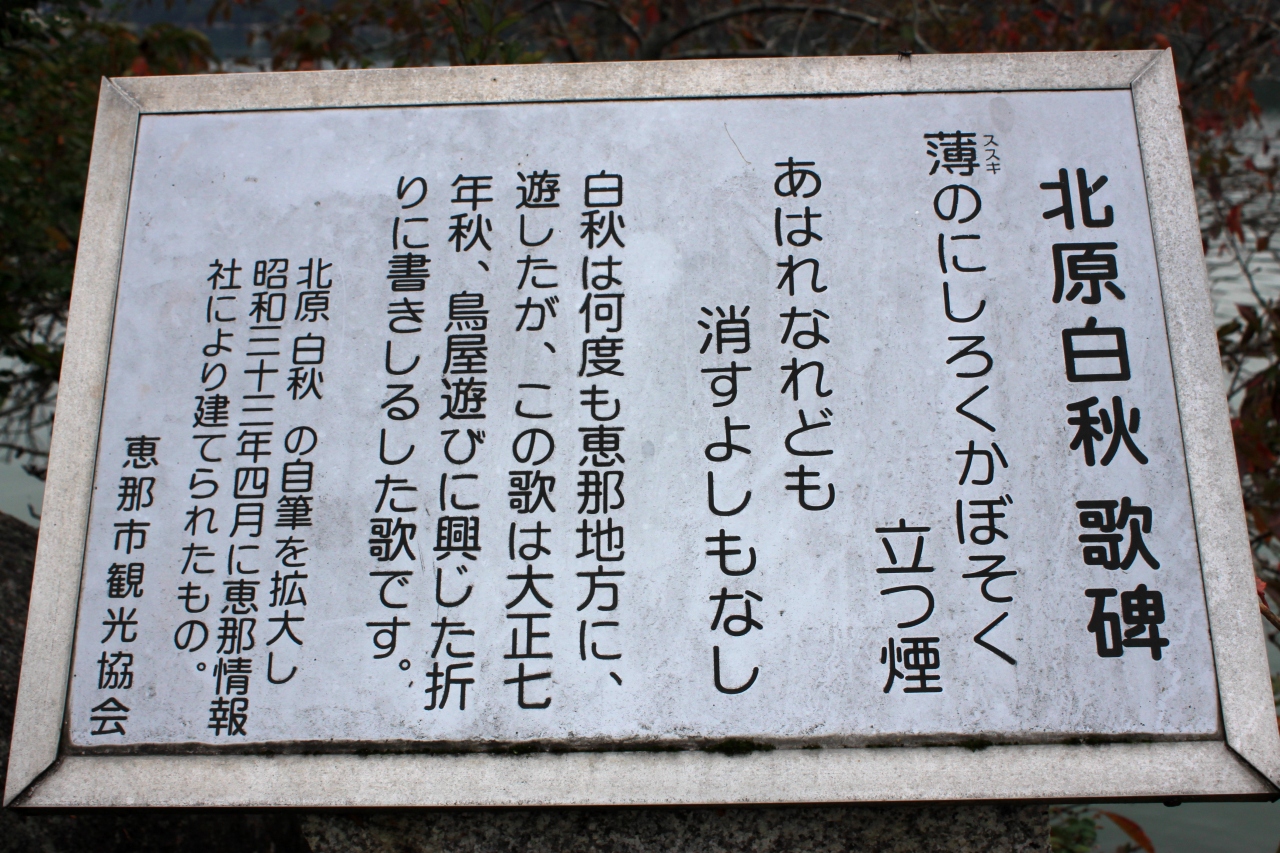 北原白秋 歌碑
ススキ
薄のにしろくかぼそく
立つ煙
あはれなれども
消すよしもなし
白秋は何度も恵那地方に、
遊したが、この歌は大正七
年秋、鳥屋遊びに興じた折
りに書きしるした歌です。
北原白秋 の自筆を拡大し
昭和三十三年四月に恵那情報
社により建てられたもの。
恵那市観光協会